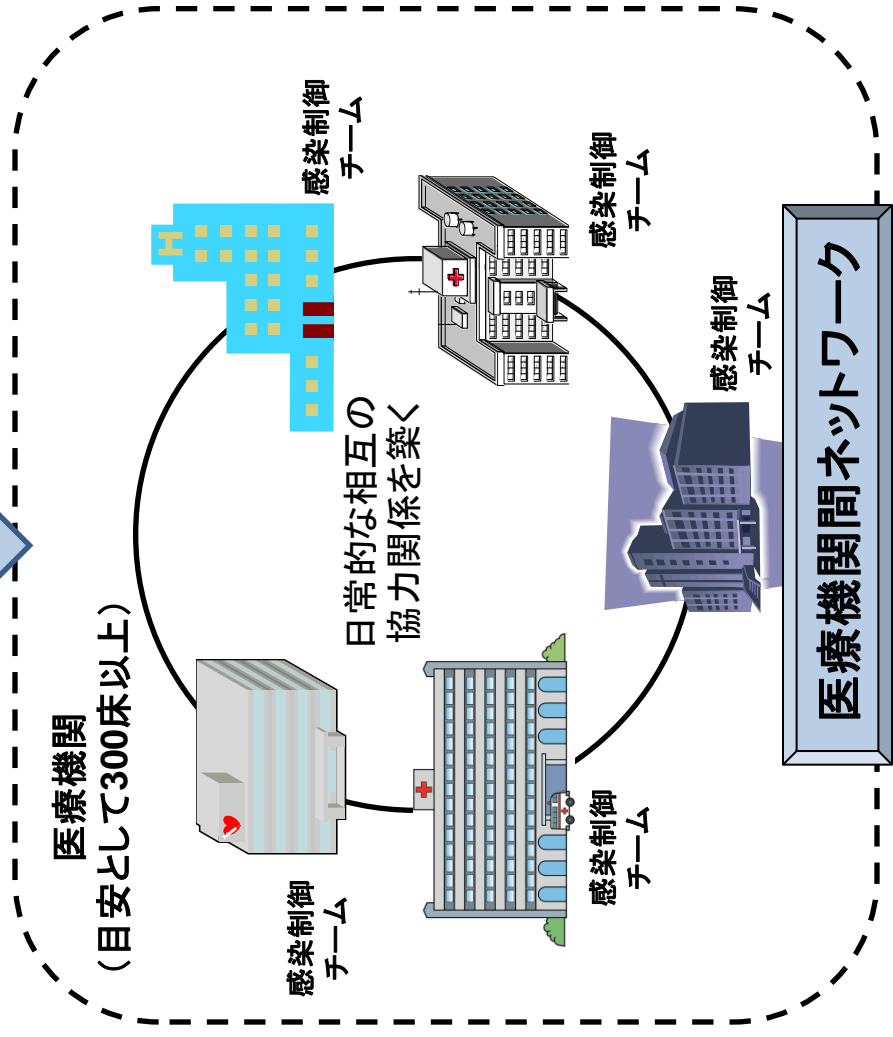 医療機関
（目安として300床以上）
H
感染制御
チーム
感染制御
チーム
日常的な相互の
協力関係を築く
感染制御
チーム
感染制御
チーム
感染制御
チーム
医療機関間ネットワーク